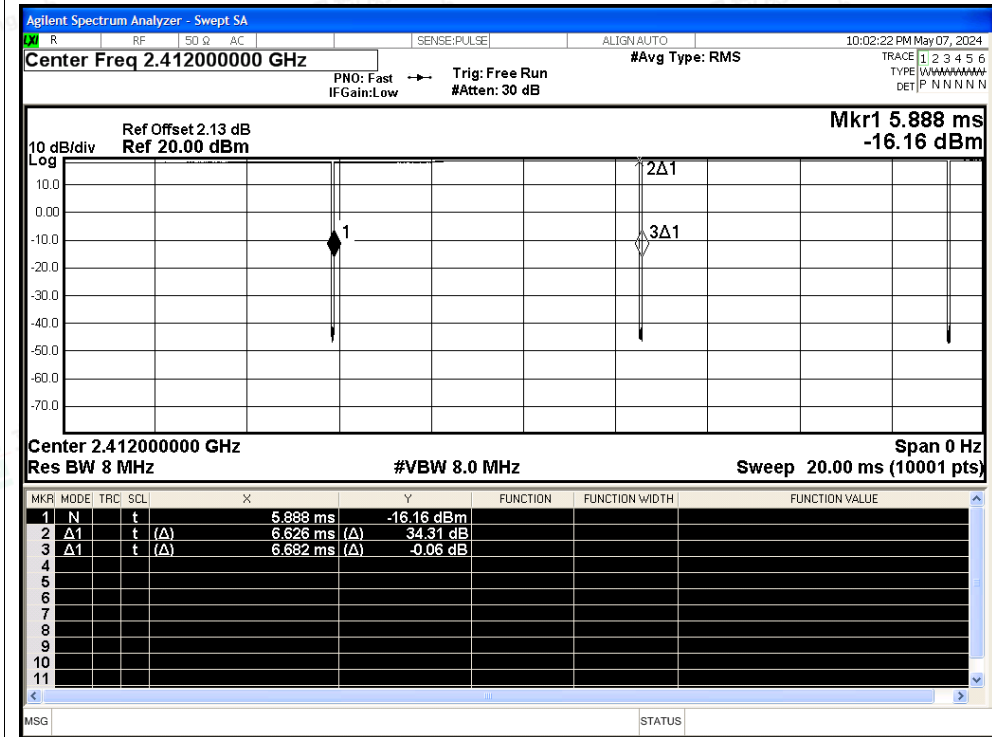 Agilent Spectrum Analyzer - Swept SA
LXI R RF 50 Ω AC SENSE:PULSE ALIGN AUTO 10:02:22 PM May 07, 2024
Center Freq 2.412000000 GHz #Avg Type: RMS TRACE 1 2 3 4 5 6
PNO: Fast Trig: Free Run TYPE
IFGain:Low #Atten: 30 dB DET P N N N N N
Mkr1 5.888 ms
-16.16 dBm
Ref Offset 2.13 dB
10 dB/div Ref 20.00 dBm
Log
10.0
0.00
-10.0
-20.0
-30.0
-40.0
-50.0
-60.0
-70.0
2Δ1
1
3Δ1
Center 2.412000000 GHz Span 0 Hz
Res BW 8 MHz #VBW 8.0 MHz Sweep 20.00 ms (10001 pts)
MKR MODE TRC SCL X Y FUNCTION FUNCTION WIDTH FUNCTION VALUE
1 N t 5.888 ms -16.16 dBm
2 Δ1 t (Δ) 6.626 ms (Δ) 34.31 dB
3 Δ1 t (Δ) 6.682 ms (Δ) -0.06 dB
4
5
6
7
8
9
10
11
MSG STATUS